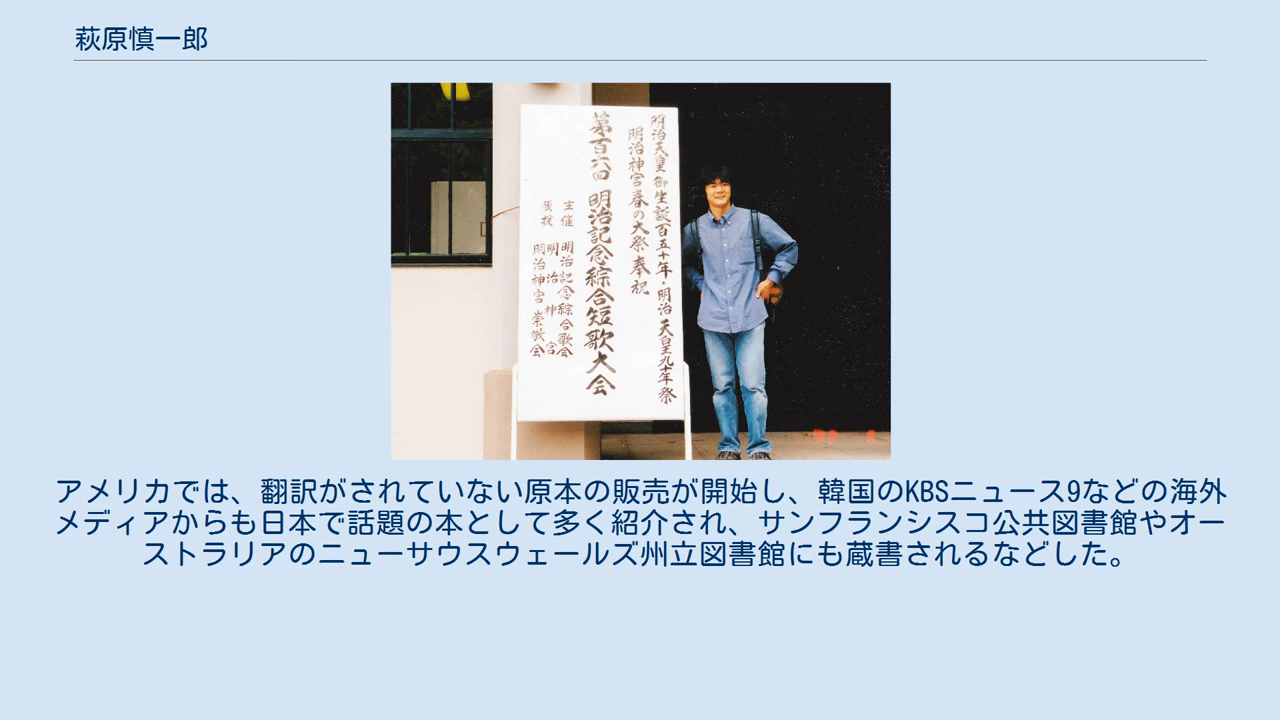 萩原慎一郎
明治天皇御生誕百五十年・明治天皇九十年祭
明治神宮春の大祭奉祝
第百六回 明治記念綜合短歌大会
主催 明治記念綜合歌会
明治神宮
後援 明治神宮崇敬会
アメリカでは、翻訳がされていない原本の販売が開始し、韓国のKBSニュース9などの海外
メディアからも日本で話題の本として多く紹介され、サンフランシスコ公共図書館やオー
ストラリアのニューサウスウェールズ州立図書館にも蔵書されるなどした。